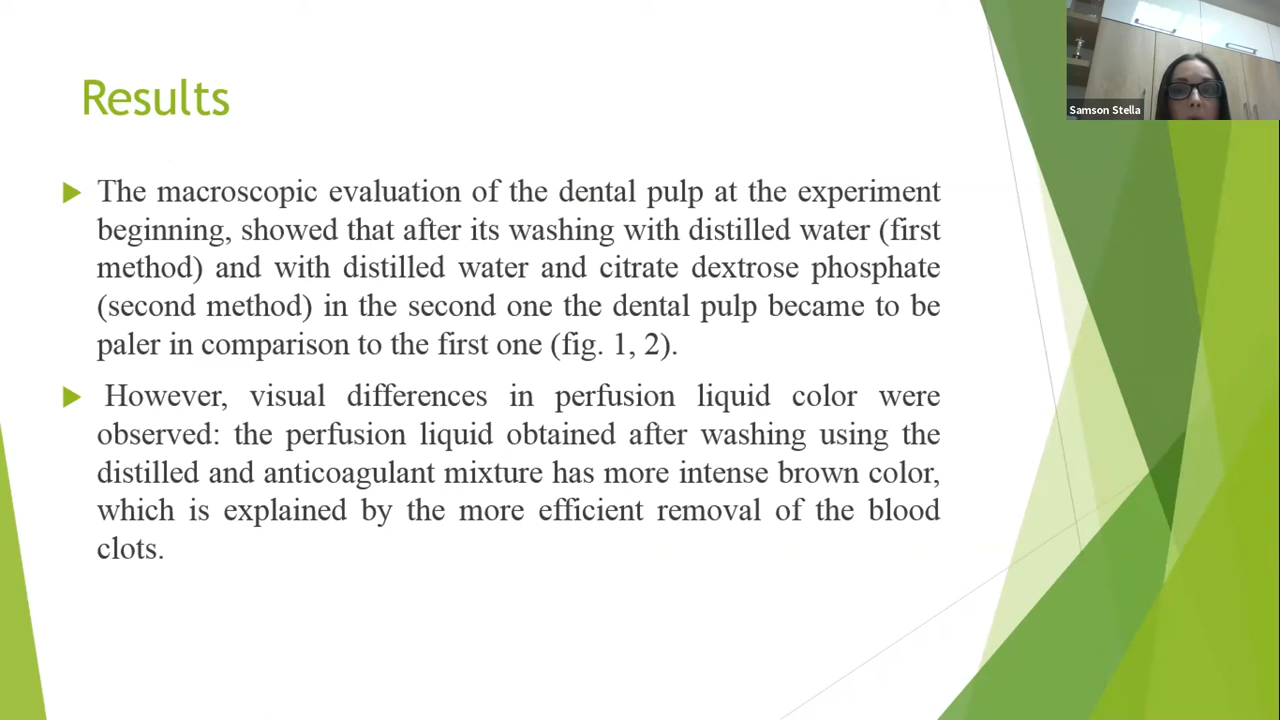 Samson Stella
Results
The macroscopic evaluation of the dental pulp at the experiment
beginning, showed that after its washing with distilled water (first
method) and with distilled water and citrate dextrose phosphate
(second method) in the second one the dental pulp became to be
paler in comparison to the first one (fig. 1, 2).
However, visual differences in perfusion liquid color were
observed: the perfusion liquid obtained after washing using the
distilled and anticoagulant mixture has more intense brown color,
which is explained by the more efficient removal of the blood
clots.